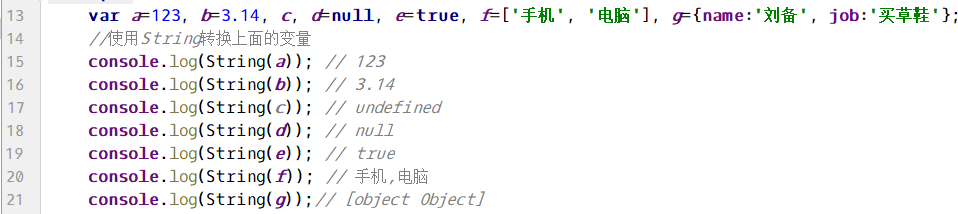 13 var a=123, b=3.14, c, d=null, e=true, f=['手机', '电脑'], g={name:'刘备', job:'买草鞋'};
14 //使用String转换上面的变量
15 console.log(String(a)); // 123
16 console.log(String(b)); // 3.14
17 console.log(String(c)); // undefined
18 console.log(String(d)); // null
19 console.log(String(e)); // true
20 console.log(String(f)); // 手机,电脑
21 console.log(String(g));// [object Object]